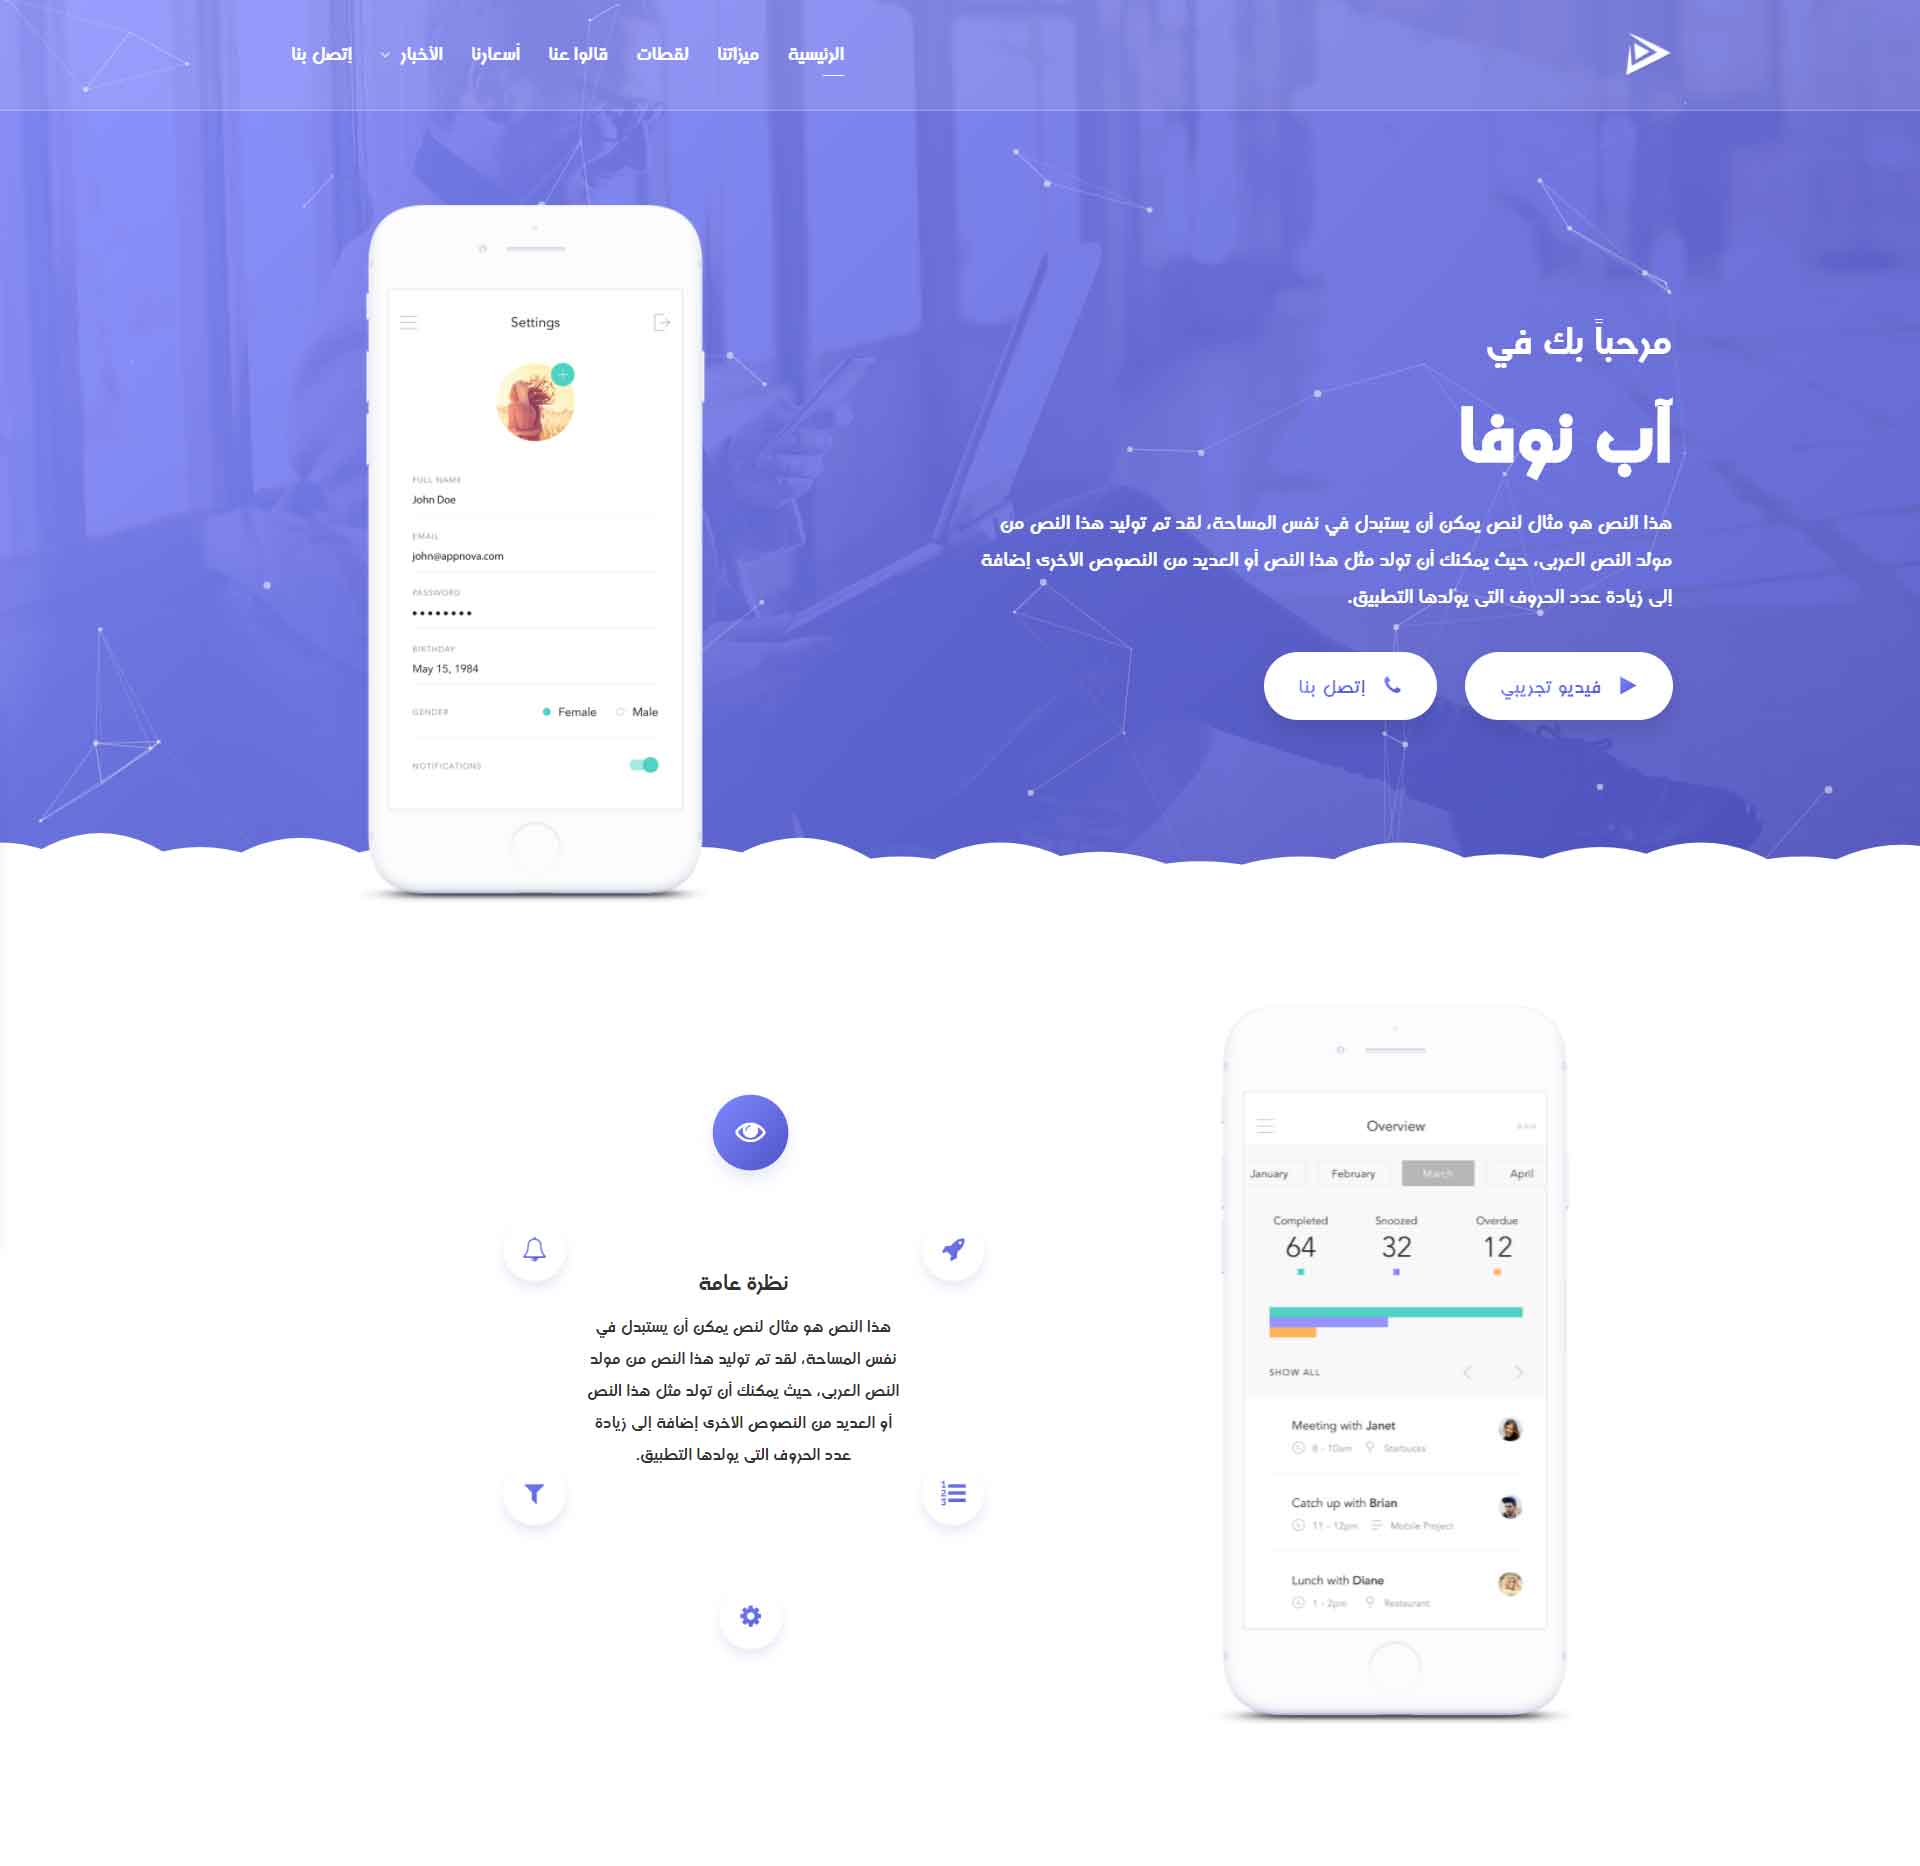 الرئيسية
ميزاتنا
لقطات
قالوا عنا
أسعارنا
الأخبار
إتصل بنا
مرحباً بك في
آب نوفا
هذا النص هو مثال لنص يمكن أن يستبدل في نفس المساحة، لقد تم توليد هذا النص من
مولد النص العربى، حيث يمكنك أن تولد مثل هذا النص أو العديد من النصوص الاخرى إضافة
إلى زيادة عدد الحروف التى يولدها التطبيق.
فيديو تجريبي
إتصل بنا
Settings
FULL NAME
John Doe
EMAIL
john@appnova.com
PASSWORD
BIRTHDAY
May 15, 1984
GENDER Female Male
NOTIFICATIONS
Overview
January February March April
Completed Snoozed Overdue
64 32 12
SHOW ALL
Meeting with Janet
8 - 10am Starbucks
Catch up with Brian
11 - 12pm Mobile Project
Lunch with Diane
1 - 2pm Restaurant
نظرة عامة
هذا النص هو مثال لنص يمكن أن يستبدل في
نفس المساحة، لقد تم توليد هذا النص من مولد
النص العربى، حيث يمكنك أن تولد مثل هذا النص
أو العديد من النصوص الاخرى إضافة إلى زيادة
عدد الحروف التى يولدها التطبيق.